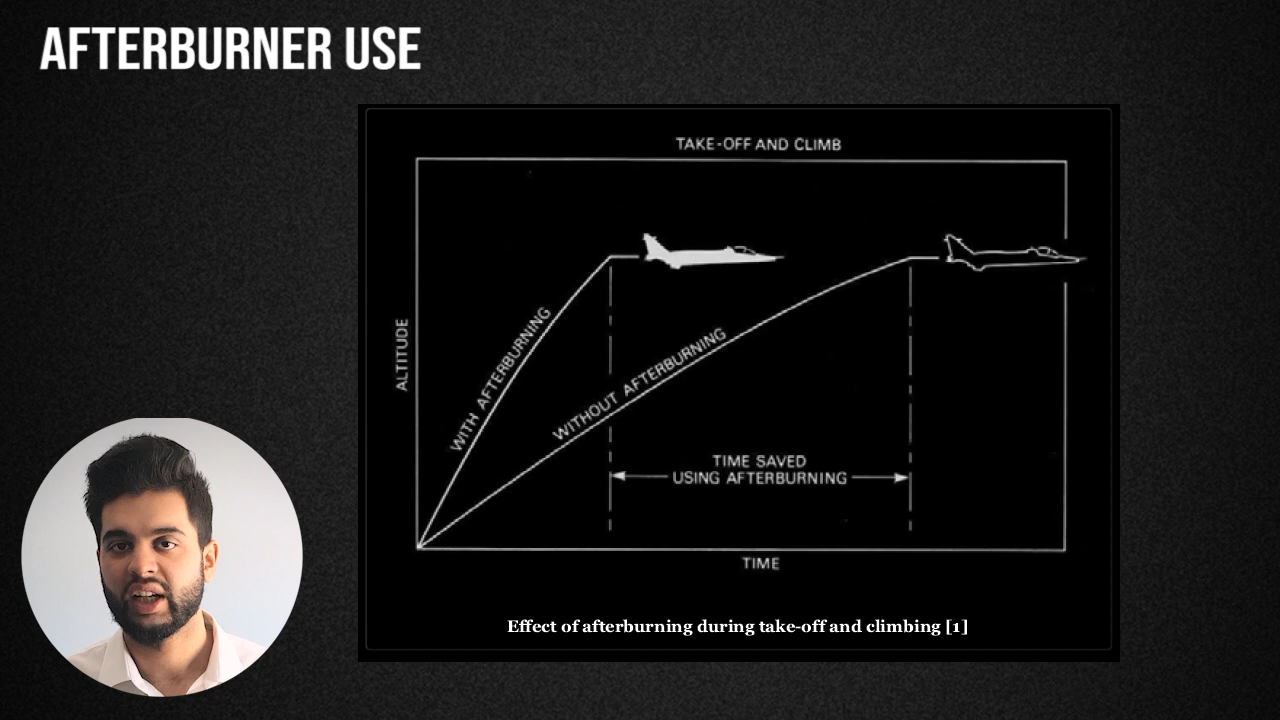 AFTERBURNER USE
TAKE-OFF AND CLIMB
ALTITUDE
WITH AFTERBURNING
WITHOUT AFTERBURNING
TIME SAVED
USING AFTERBURNING
TIME
Effect of afterburning during take-off and climbing [1]